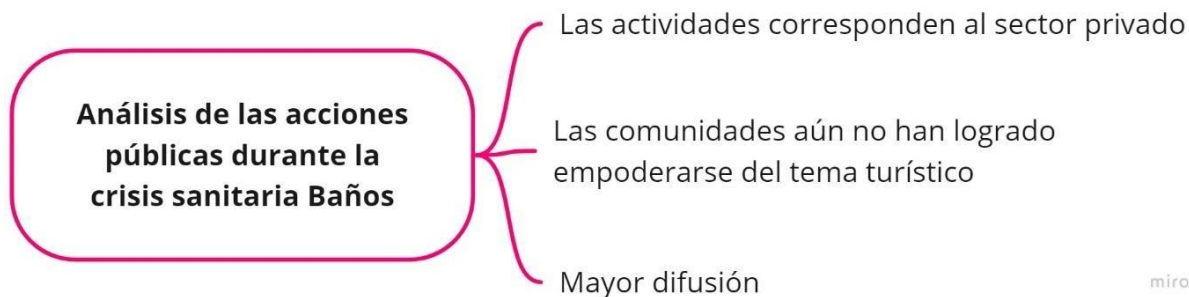 Las actividades corresponden al sector privado
Análisis de las acciones
públicas durante la
crisis sanitaria Baños
Las comunidades aún no han logrado
empoderarse del tema turístico
Mayor difusión
miro